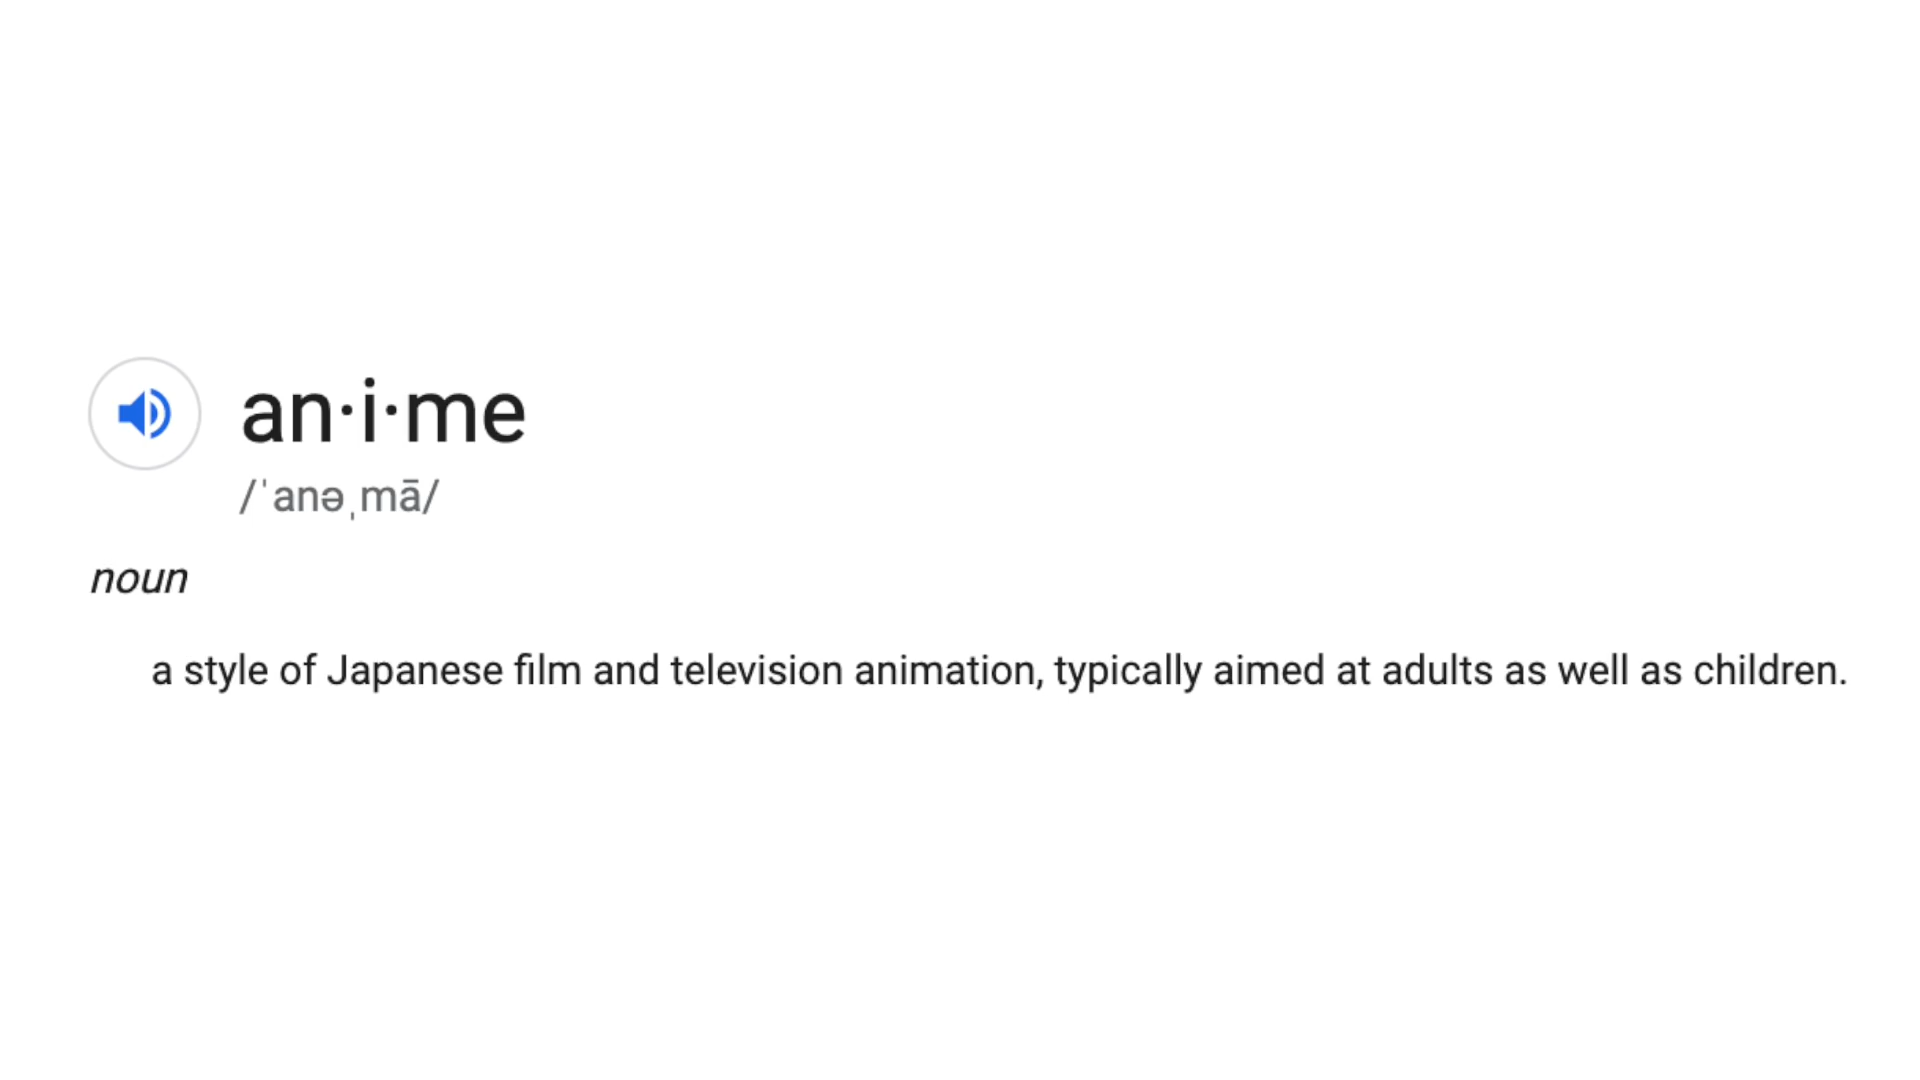 an·i·me
/ˈanəˌmā/
noun
a style of Japanese film and television animation, typically aimed at adults as well as children.